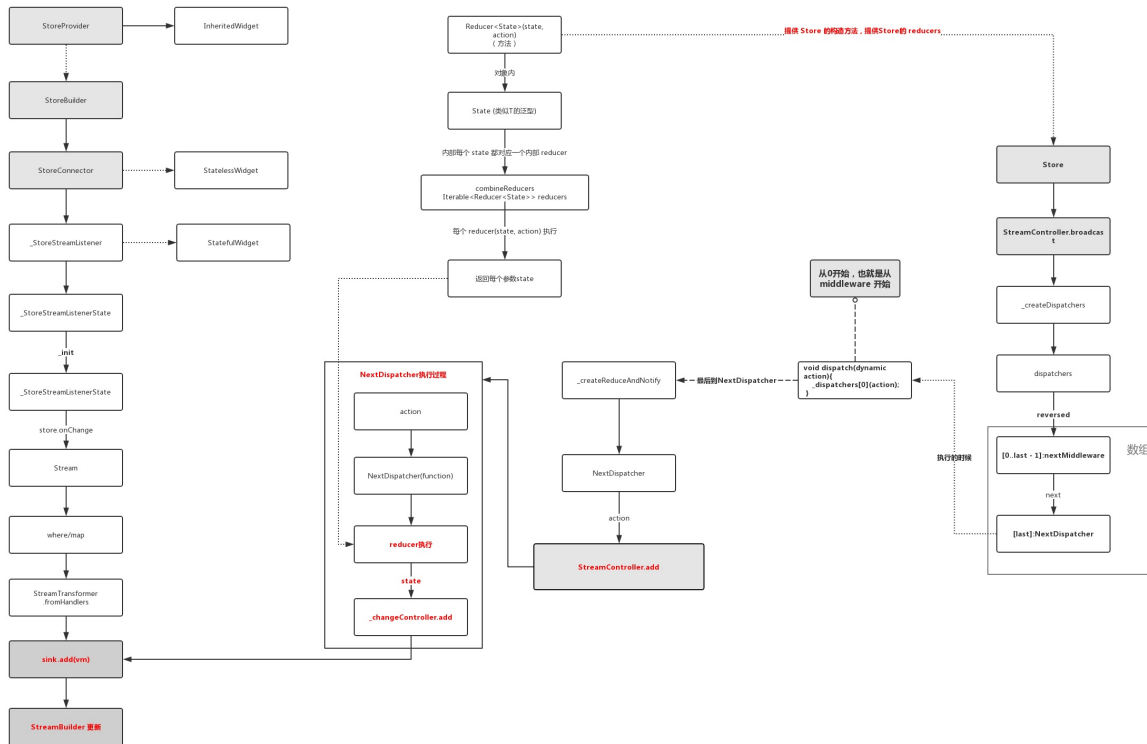 StoreProvider
InheritedWidget
StoreBuilder
StoreConnector
StatelessWidget
_StoreStreamListener
StatefulWidget
_StoreStreamListenerState
_init
_StoreStreamListenerState
store.onChange
Stream
where/map
StreamTransformer
.fromHandlers
sink.add(vm)
StreamBuilder 更新
Reducer<State>(state,
action)
（方法）
对象内
State (类似T的泛型)
内部每个 state 都对应一个内部 reducer
combineReducers
Iterable<Reducer<State>> reducers
每个 reducer(state, action) 执行
返回每个参数state
NextDispatcher执行过程
action
NextDispatcher(function)
reducer执行
state
_changeController.add
提供 Store 的构造方法，提供Store的 reducers
Store
StreamController.broadcas
t
_createDispatchers
dispatchers
reversed
数组
[0..last - 1]:nextMiddleware
next
[last]:NextDispatcher
执行的时候
从0开始，也就是从
middleware 开始
void dispatch(dynamic
action){
_dispatchers[0](action);
}
最后到NextDispatcher
_createReduceAndNotify
NextDispatcher
action
StreamController.add